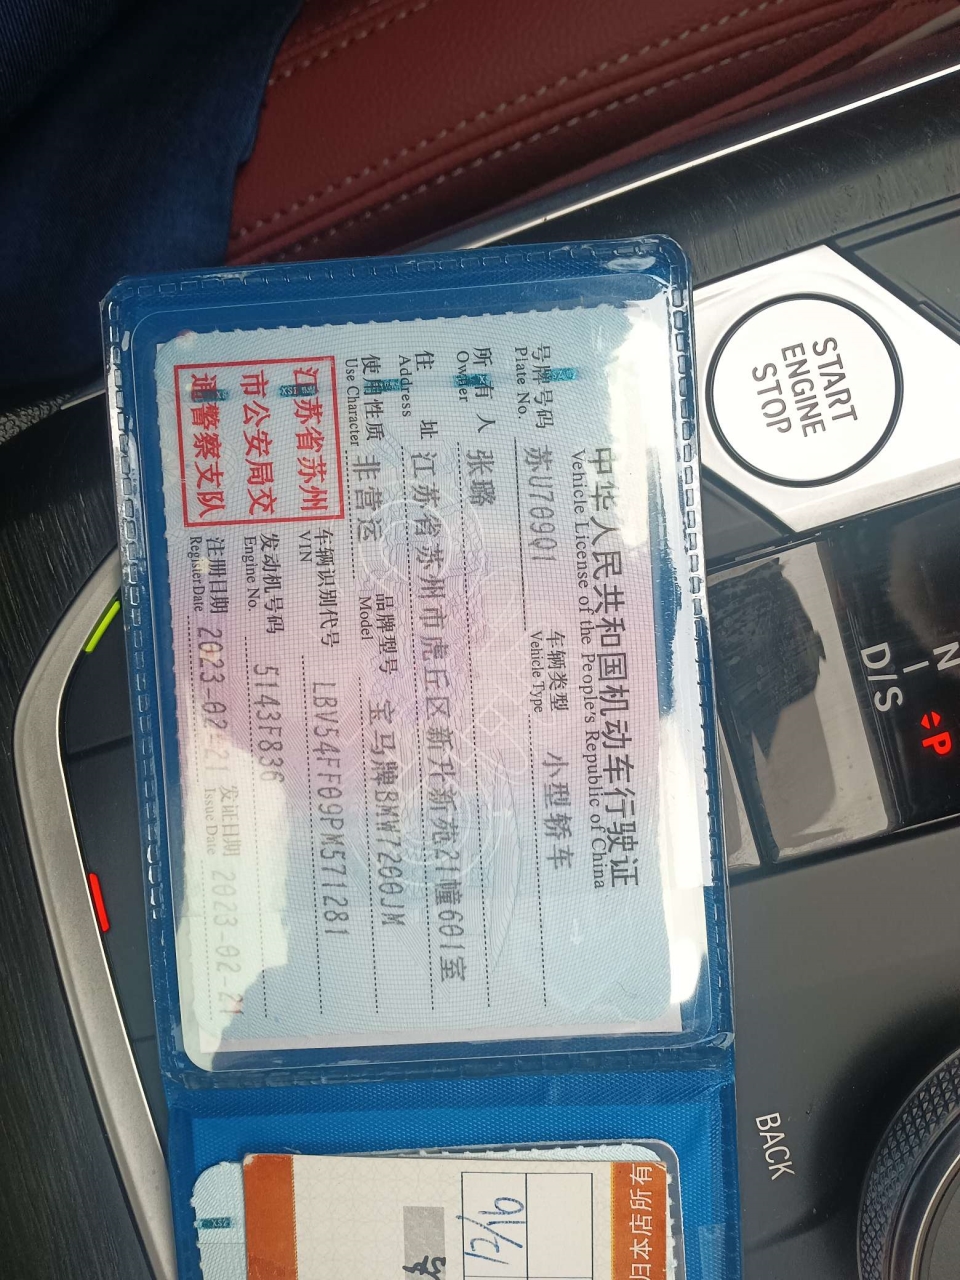 中华人民共和国机动车行驶证
Vehicle License of the People's Republic of China
号牌号码 苏U709Q1 车辆类型 小型轿车
Plate No. Vehicle Type
所有人 张璐
Owner
住址 江苏省苏州市虎丘区新升新苑21幢601室
Address
使用性质 非营运 品牌型号 宝马牌BMW7200JM
Use Character Model
江苏省苏州
市公安局交
通警察支队
车辆识别代号 LBV54FF09PM571281
VIN
发动机号码 5143F836
Engine No.
注册日期 2023-02-21 发证日期 2023-02-21
Register Date Issue Date
START
ENGINE
STOP
N
D/S
P
BACK
归本店所有